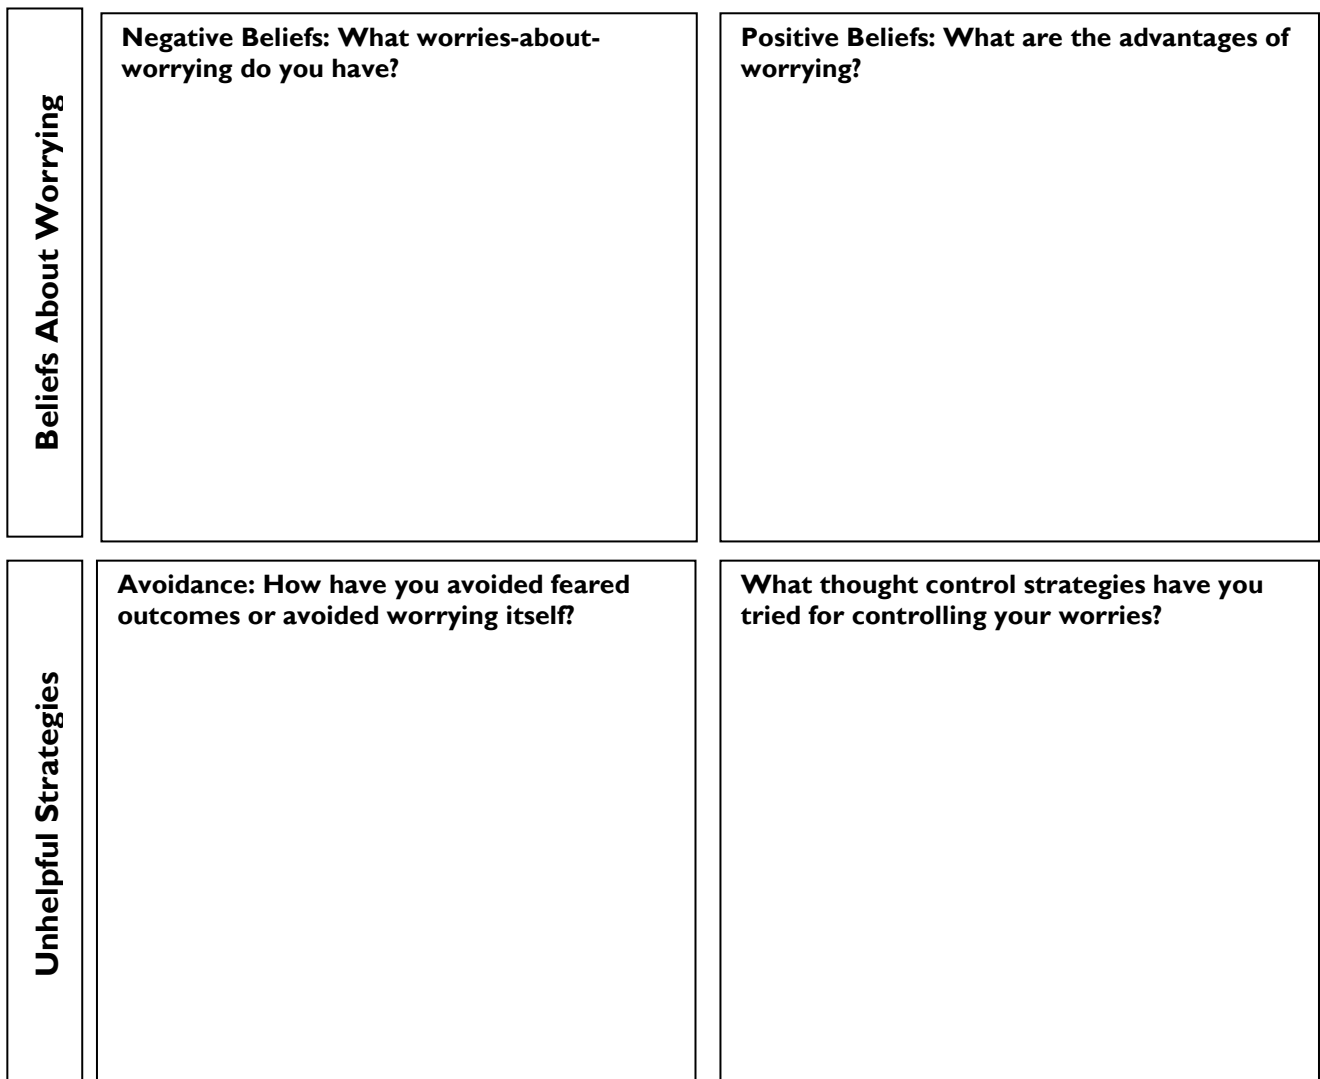 Beliefs About Worrying
Negative Beliefs: What worries-about-
worrying do you have?
Positive Beliefs: What are the advantages of
worrying?
Unhelpful Strategies
Avoidance: How have you avoided feared
outcomes or avoided worrying itself?
What thought control strategies have you
tried for controlling your worries?